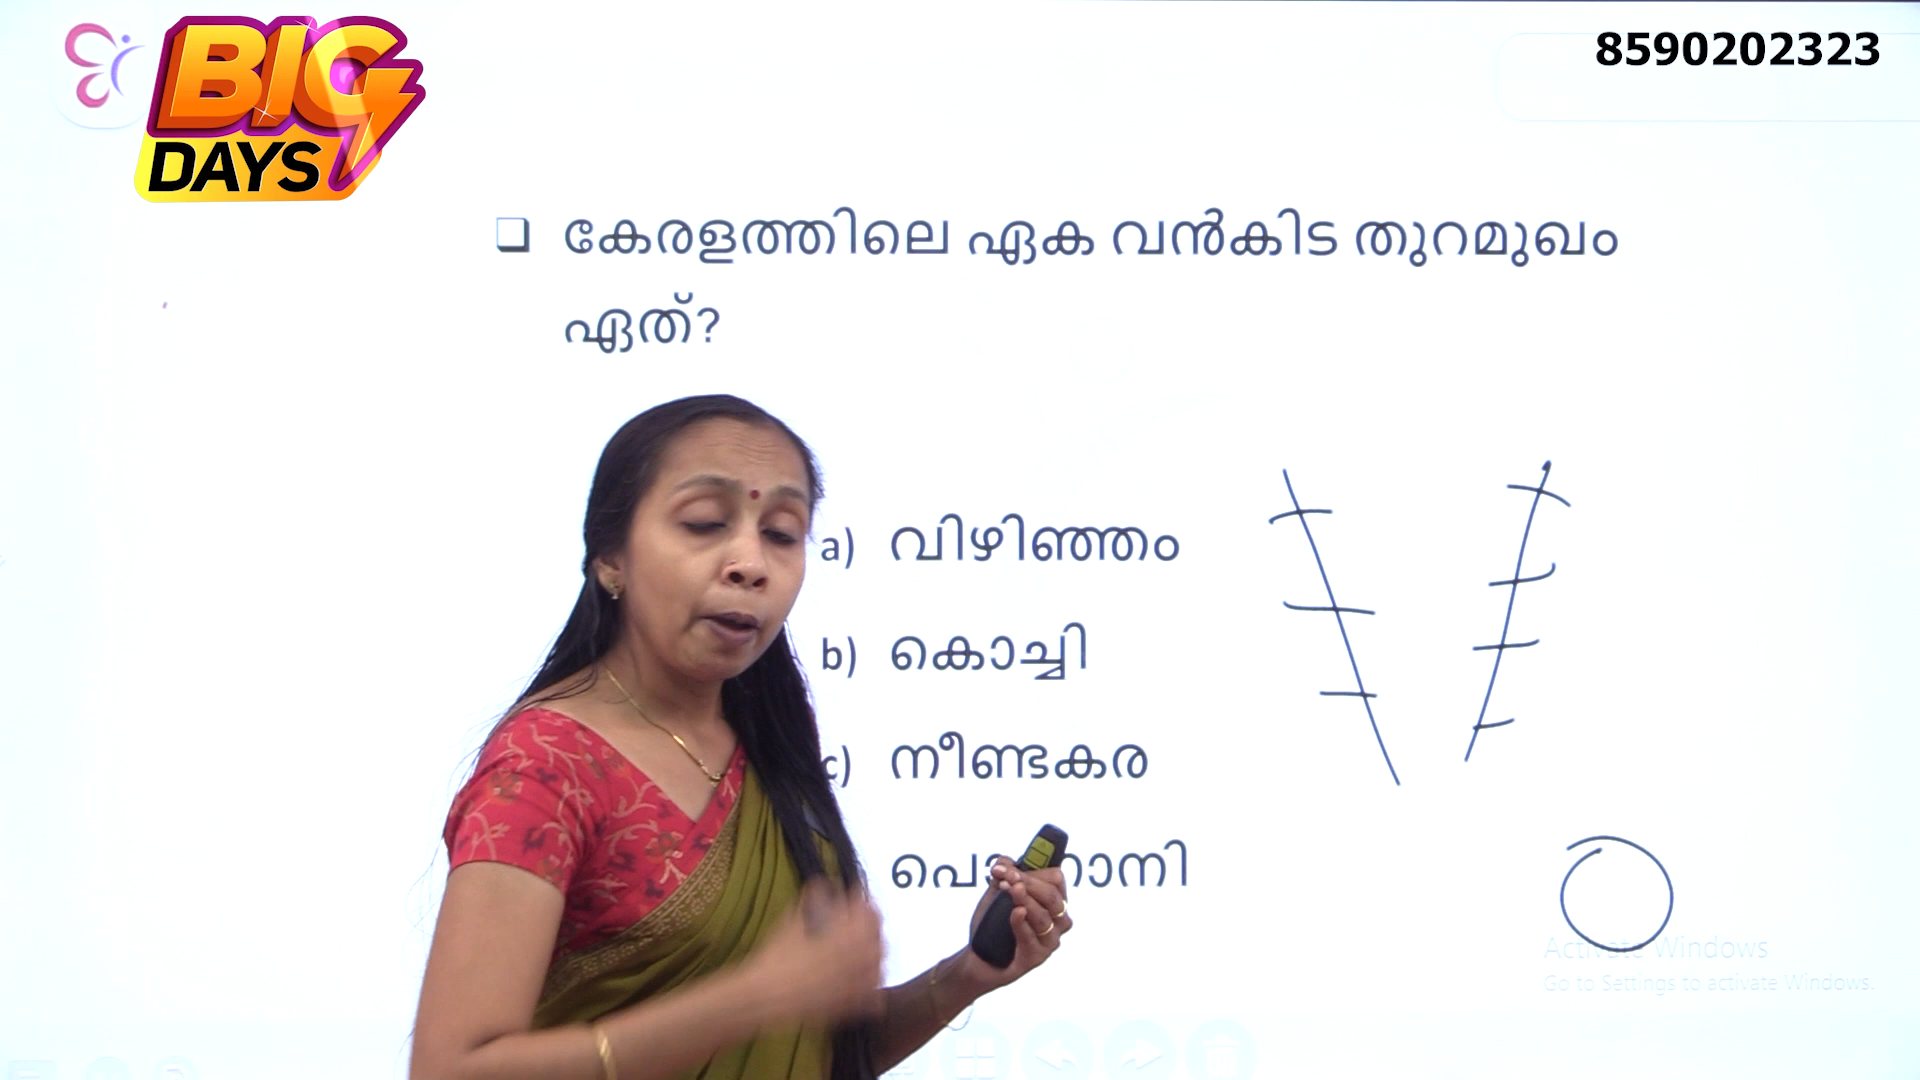 BIG
DAYS
8590202323
❑ കേരളത്തിലെ ഏക വൻകിട തുറമുഖം
ഏത്?
a) വിഴിഞ്ഞം
b) കൊച്ചി
c) നീണ്ടകര
Activate Windows
Go to Settings to activate Windows.